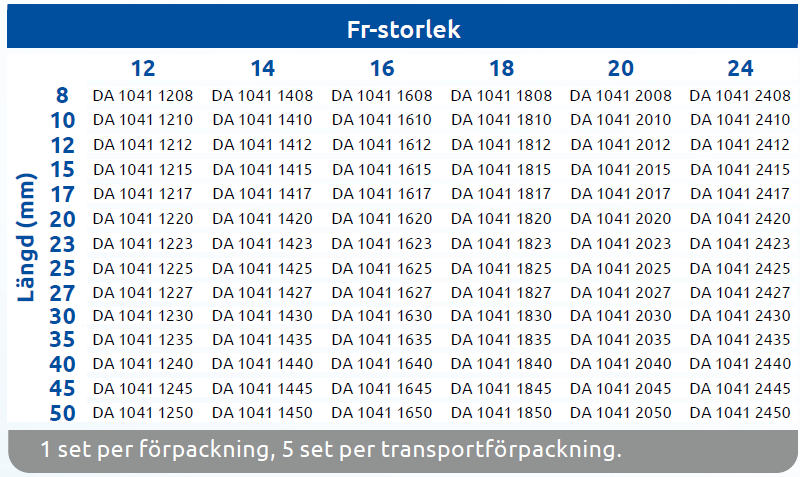 Fr-storlek
12 14 16 18 20 24
Längd (mm)
8 DA 1041 1208 DA 1041 1408 DA 1041 1608 DA 1041 1808 DA 1041 2008 DA 1041 2408
10 DA 1041 1210 DA 1041 1410 DA 1041 1610 DA 1041 1810 DA 1041 2010 DA 1041 2410
12 DA 1041 1212 DA 1041 1412 DA 1041 1612 DA 1041 1812 DA 1041 2012 DA 1041 2412
15 DA 1041 1215 DA 1041 1415 DA 1041 1615 DA 1041 1815 DA 1041 2015 DA 1041 2415
17 DA 1041 1217 DA 1041 1417 DA 1041 1617 DA 1041 1817 DA 1041 2017 DA 1041 2417
20 DA 1041 1220 DA 1041 1420 DA 1041 1620 DA 1041 1820 DA 1041 2020 DA 1041 2420
23 DA 1041 1223 DA 1041 1423 DA 1041 1623 DA 1041 1823 DA 1041 2023 DA 1041 2423
25 DA 1041 1225 DA 1041 1425 DA 1041 1625 DA 1041 1825 DA 1041 2025 DA 1041 2425
27 DA 1041 1227 DA 1041 1427 DA 1041 1627 DA 1041 1827 DA 1041 2027 DA 1041 2427
30 DA 1041 1230 DA 1041 1430 DA 1041 1630 DA 1041 1830 DA 1041 2030 DA 1041 2430
35 DA 1041 1235 DA 1041 1435 DA 1041 1635 DA 1041 1835 DA 1041 2035 DA 1041 2435
40 DA 1041 1240 DA 1041 1440 DA 1041 1640 DA 1041 1840 DA 1041 2040 DA 1041 2440
45 DA 1041 1245 DA 1041 1445 DA 1041 1645 DA 1041 1845 DA 1041 2045 DA 1041 2445
50 DA 1041 1250 DA 1041 1450 DA 1041 1650 DA 1041 1850 DA 1041 2050 DA 1041 2450
1 set per förpackning, 5 set per transportförpackning.